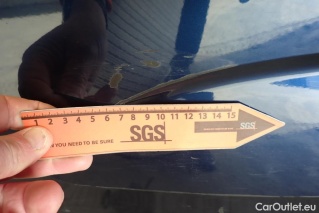 1 2 3 4 5 6 7 8 9 10 11 12 13 14 15
N YOU NEED TO BE SURE
SGS
SGS
CarOutlet.eu